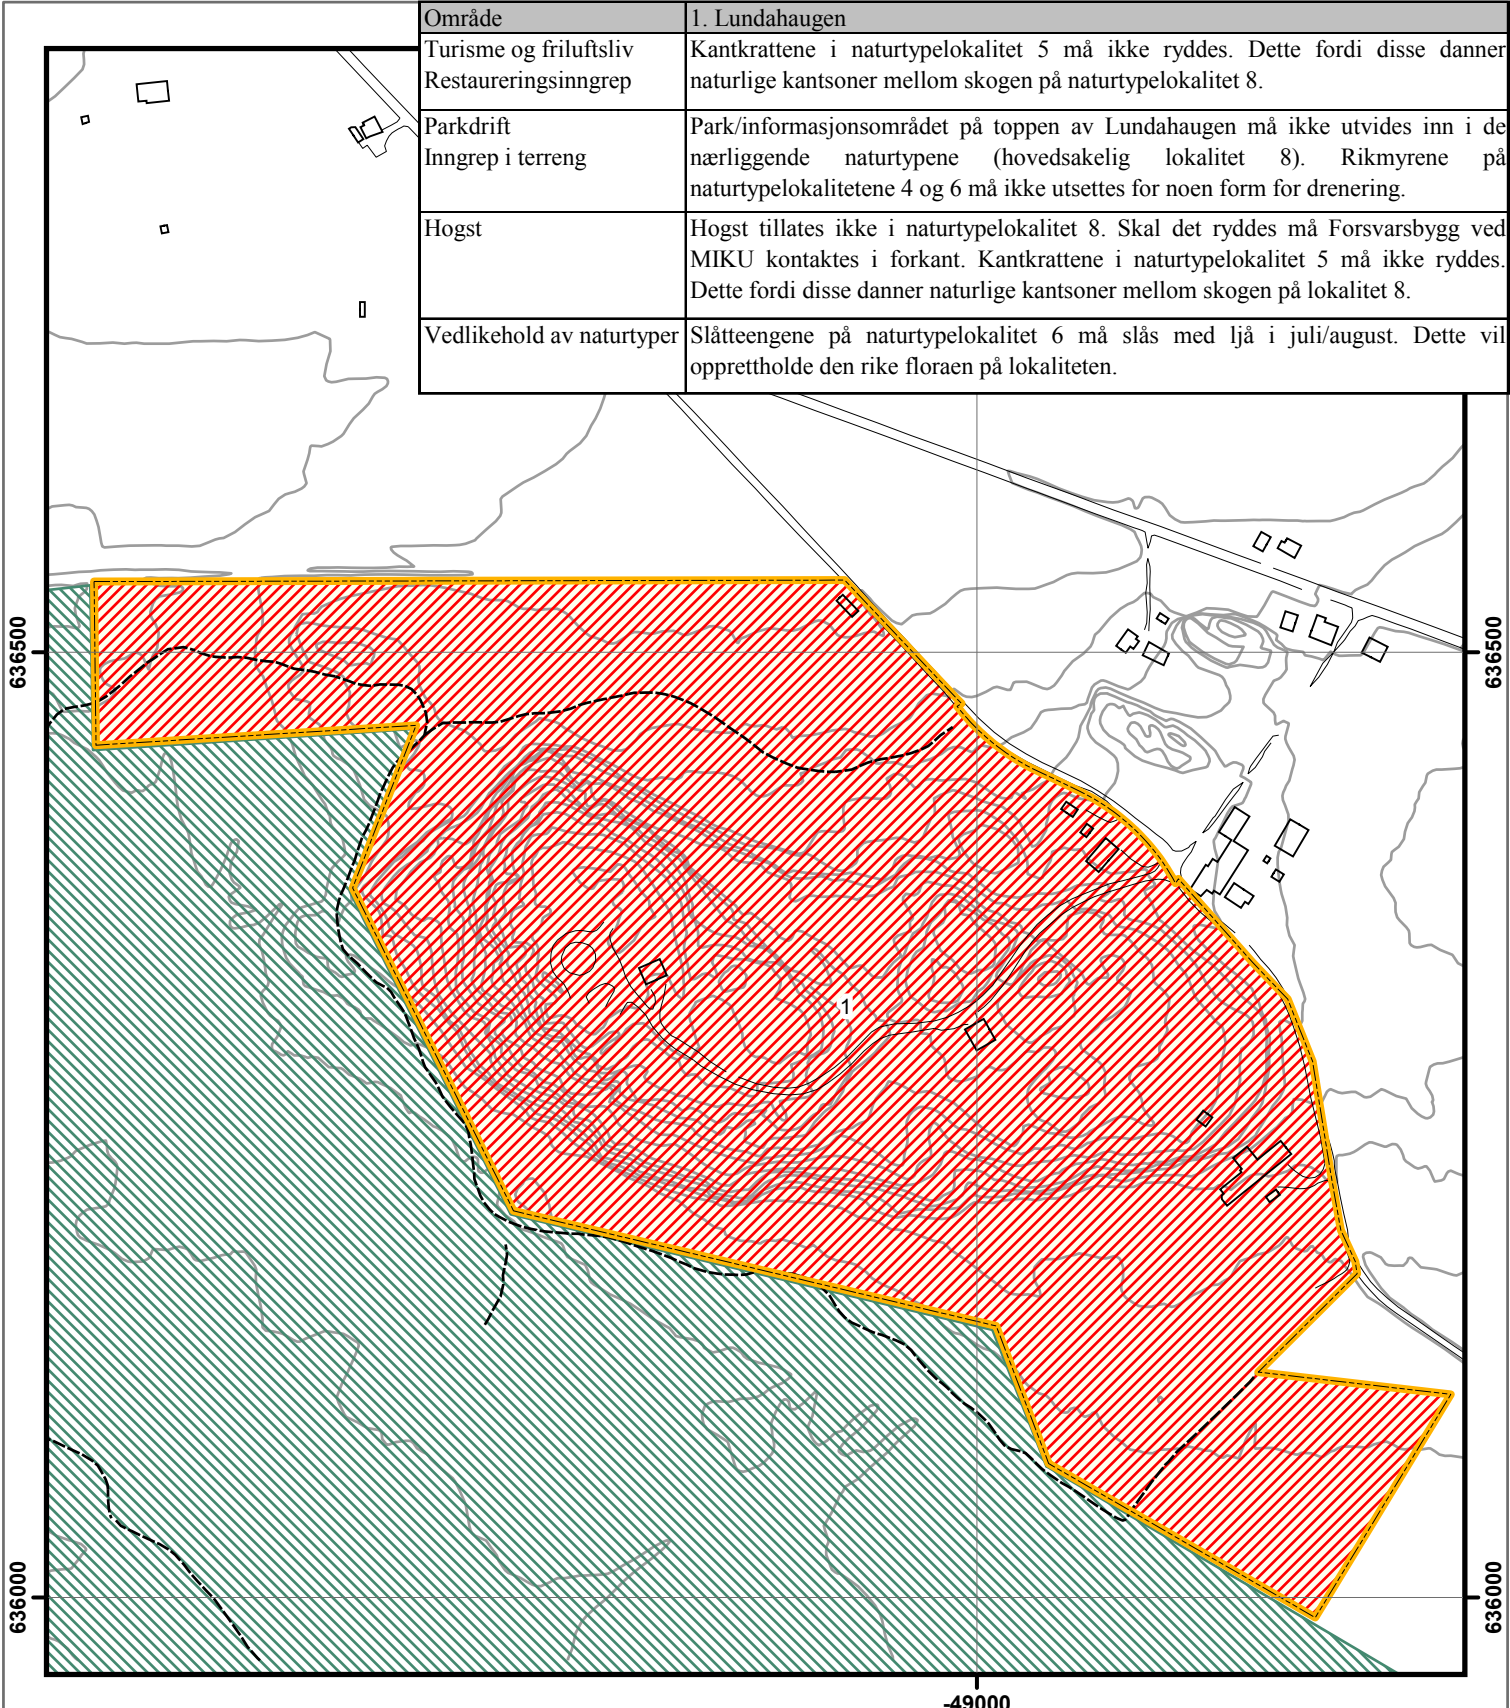 Område 1. Lundahaugen
Turisme og friluftsliv
Restaureringsinngrep
Kantkrattene i naturtypelokalitet 5 må ikke ryddes. Dette fordi disse danner
naturlige kantsoner mellom skogen på naturtypelokalitet 8.
Parkdrift
Inngrep i terreng
Park/informasjonsområdet på toppen av Lundahaugen må ikke utvides inn i de
nærliggende naturtypene (hovedsakelig lokalitet 8). Rikmyrene på
naturtypelokalitetene 4 og 6 må ikke utsettes for noen form for drenering.
Hogst
Hogst tillates ikke i naturtypelokalitet 8. Skal det ryddes må Forsvarsbygg ved
MIKU kontaktes i forkant. Kantkrattene i naturtypelokalitet 5 må ikke ryddes.
Dette fordi disse danner naturlige kantsoner mellom skogen på lokalitet 8.
Vedlikehold av naturtyper
Slåtteengene på naturtypelokalitet 6 må slås med ljå i juli/august. Dette vil
opprettholde den rike floraen på lokaliteten.
636500
636500
1
636000
636000
-49000